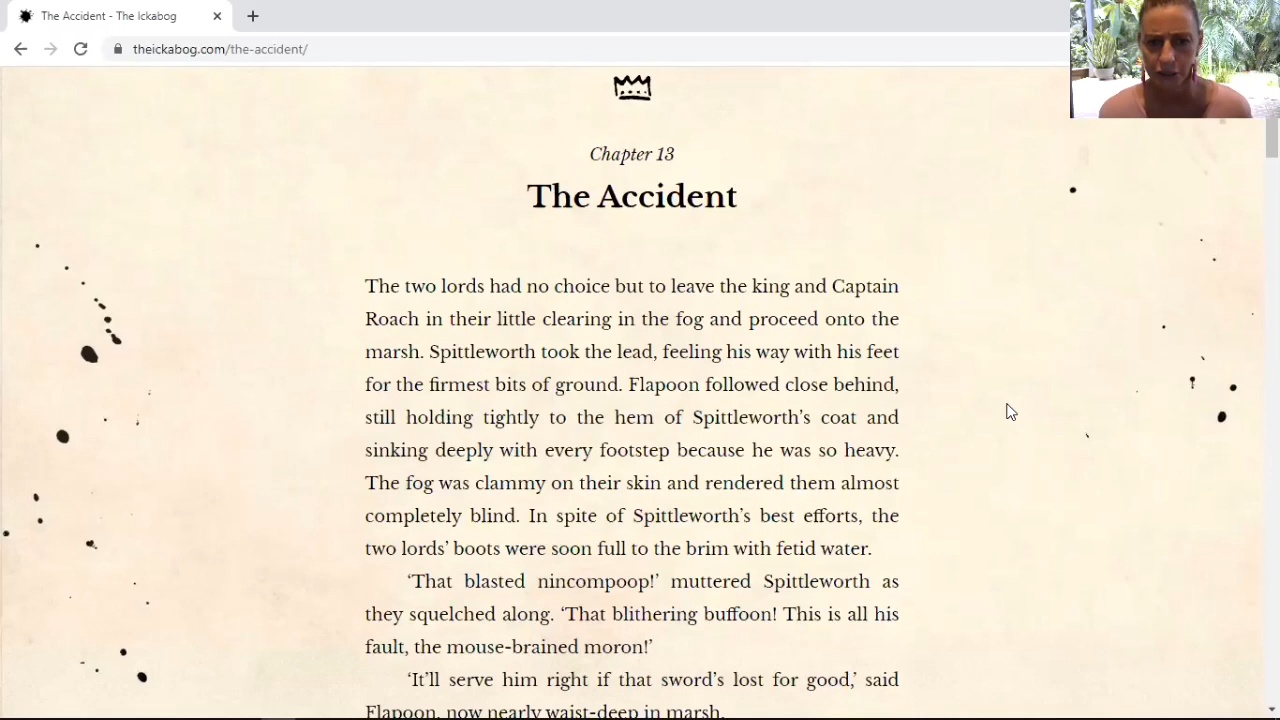 The Accident - The Ickabog
theickabog.com/the-accident/
Chapter 13
The Accident
The two lords had no choice but to leave the king and Captain
Roach in their little clearing in the fog and proceed onto the
marsh. Spittleworth took the lead, feeling his way with his feet
for the firmest bits of ground. Flapoon followed close behind,
still holding tightly to the hem of Spittleworth’s coat and
sinking deeply with every footstep because he was so heavy.
The fog was clammy on their skin and rendered them almost
completely blind. In spite of Spittleworth’s best efforts, the
two lords’ boots were soon full to the brim with fetid water.
‘That blasted nincompoop!’ muttered Spittleworth as
they squelched along. ‘That blithering buffoon! This is all his
fault, the mouse-brained moron!’
‘It’ll serve him right if that sword’s lost for good,’ said
Flapoon, now nearly waist-deep in marsh.